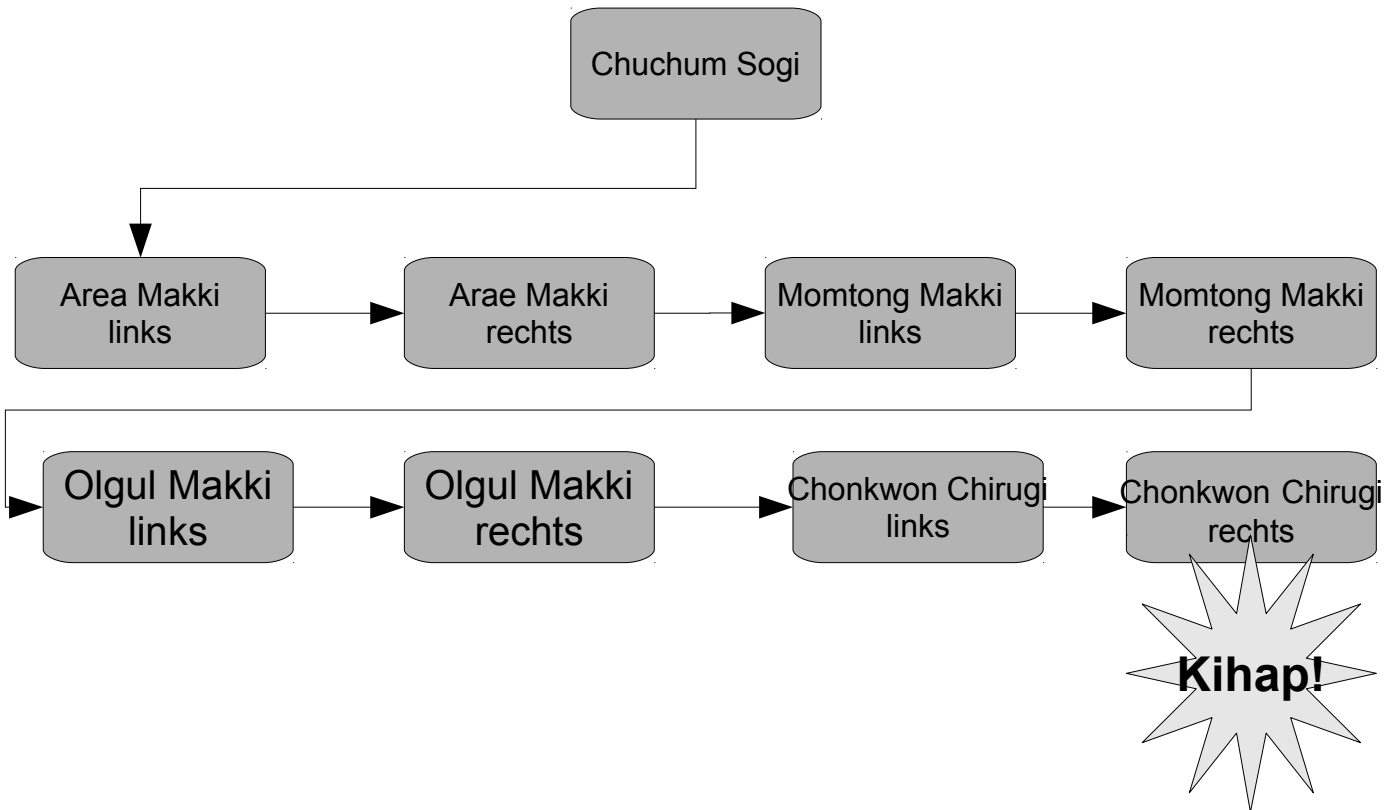 Chuchum Sogi
Area Makki
links
Arae Makki
rechts
Momtong Makki
links
Momtong Makki
rechts
Olgul Makki
links
Olgul Makki
rechts
Chonkwon Chirugi
links
Chonkwon Chirugi
rechts
Kihap!